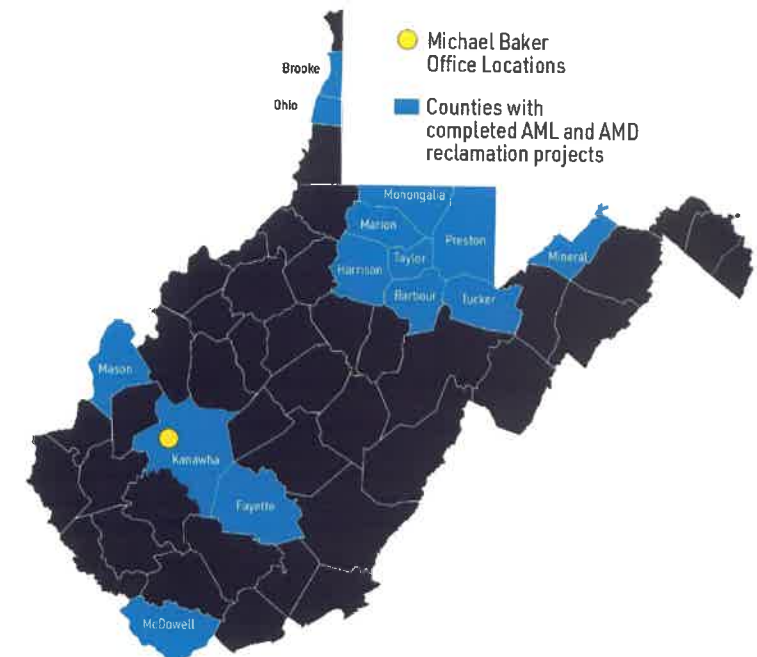 Michael Baker
Office Locations
Counties with
completed AML and AMD
reclamation projects
Brooke
Ohio
Monongalia
Marion
Preston
Taylor
Harrison
Mineral
Barbour
Tucker
Mason
Kanawha
Fayette
McDowell